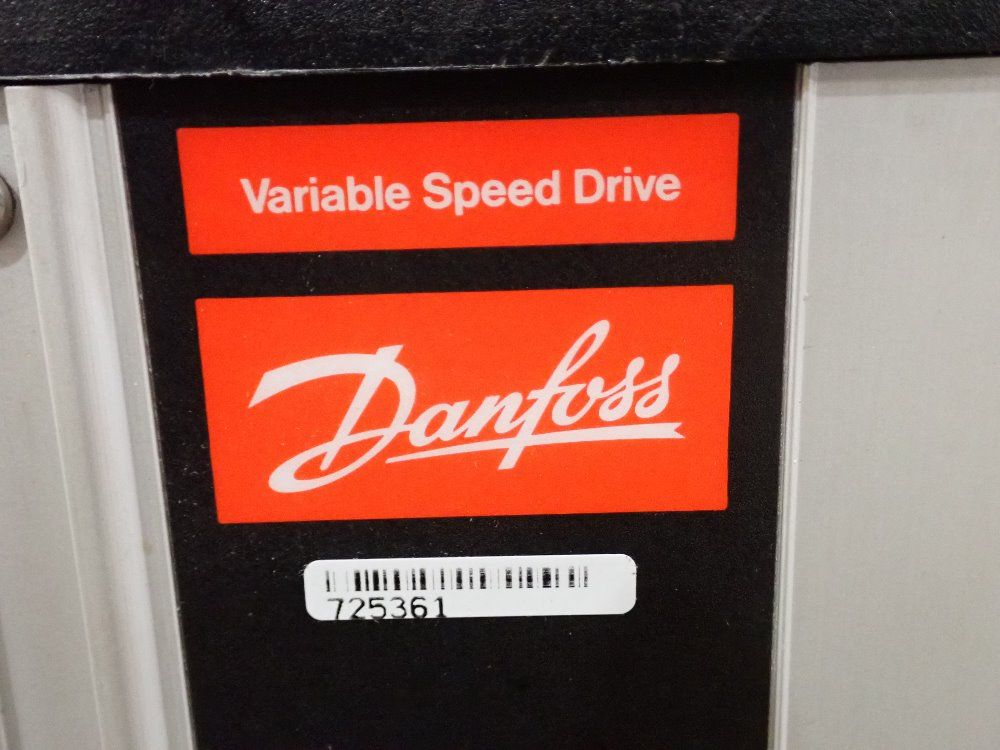 Variable Speed Drive
Danfoss
725361